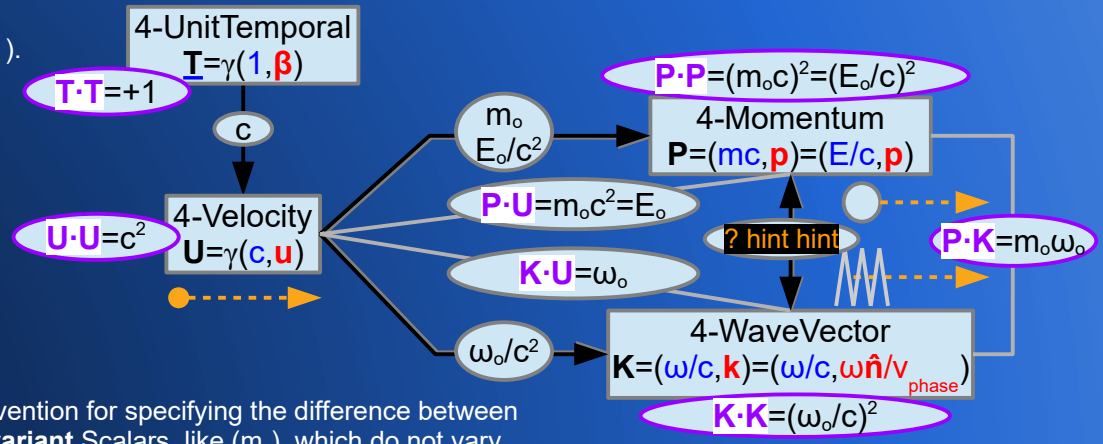 ).
4-UnitTemporal
T=γ(1,β)
T·T=+1
c
4-Velocity
U=γ(c,u)
U·U=c²
mₒ
Eₒ/c²
P·P=(mₒc)²=(Eₒ/c)²
4-Momentum
P=(mc,p)=(E/c,p)
P·U=mₒc²=Eₒ
? hint hint
P·K=mₒωₒ
K·U=ωₒ
ωₒ/c²
4-WaveVector
K=(ω/c,k)=(ω/c,ωn̂/v_phase)
K·K=(ωₒ/c)²
vention for specifying the difference between
variant Scalars, like (mₒ), which do not vary